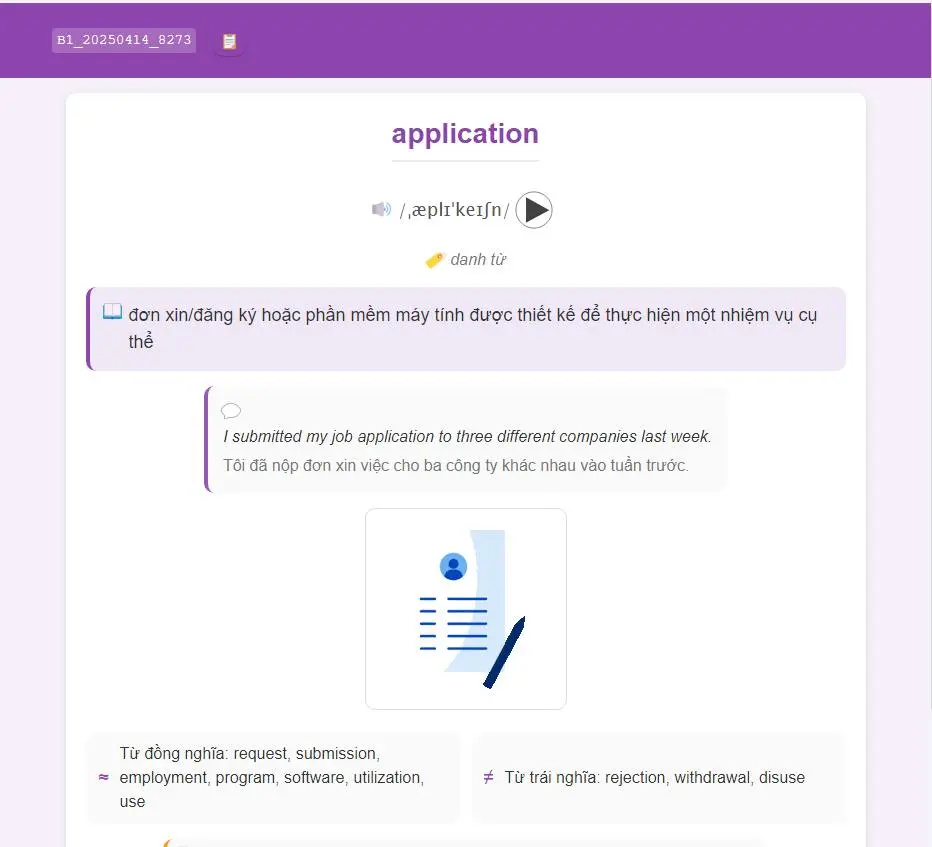 B1_20250414_8273
application
/ˌæplɪˈkeɪʃn/
danh từ
đơn xin/đăng ký hoặc phần mềm máy tính được thiết kế để thực hiện một nhiệm vụ cụ
thể
I submitted my job application to three different companies last week.
Tôi đã nộp đơn xin việc cho ba công ty khác nhau vào tuần trước.
Từ đồng nghĩa: request, submission,
≈ employment, program, software, utilization,
use
≠ Từ trái nghĩa: rejection, withdrawal, disuse